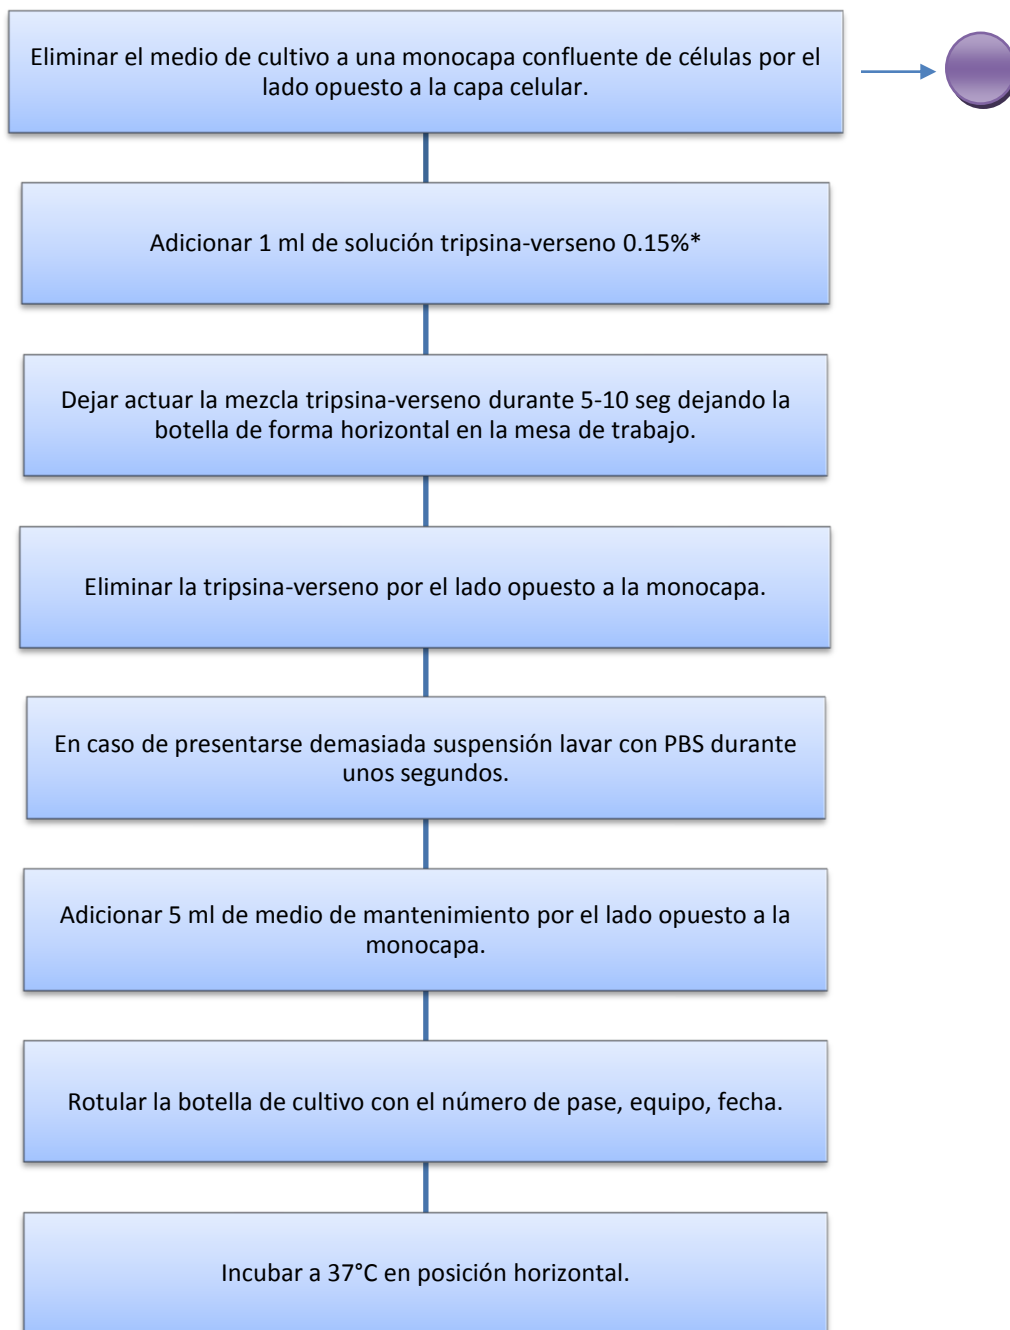 Eliminar el medio de cultivo a una monocapa confluente de células por el
lado opuesto a la capa celular.
Adicionar 1 ml de solución tripsina-verseno 0.15%*
Dejar actuar la mezcla tripsina-verseno durante 5-10 seg dejando la
botella de forma horizontal en la mesa de trabajo.
Eliminar la tripsina-verseno por el lado opuesto a la monocapa.
En caso de presentarse demasiada suspensión lavar con PBS durante
unos segundos.
Adicionar 5 ml de medio de mantenimiento por el lado opuesto a la
monocapa.
Rotular la botella de cultivo con el número de pase, equipo, fecha.
Incubar a 37°C en posición horizontal.